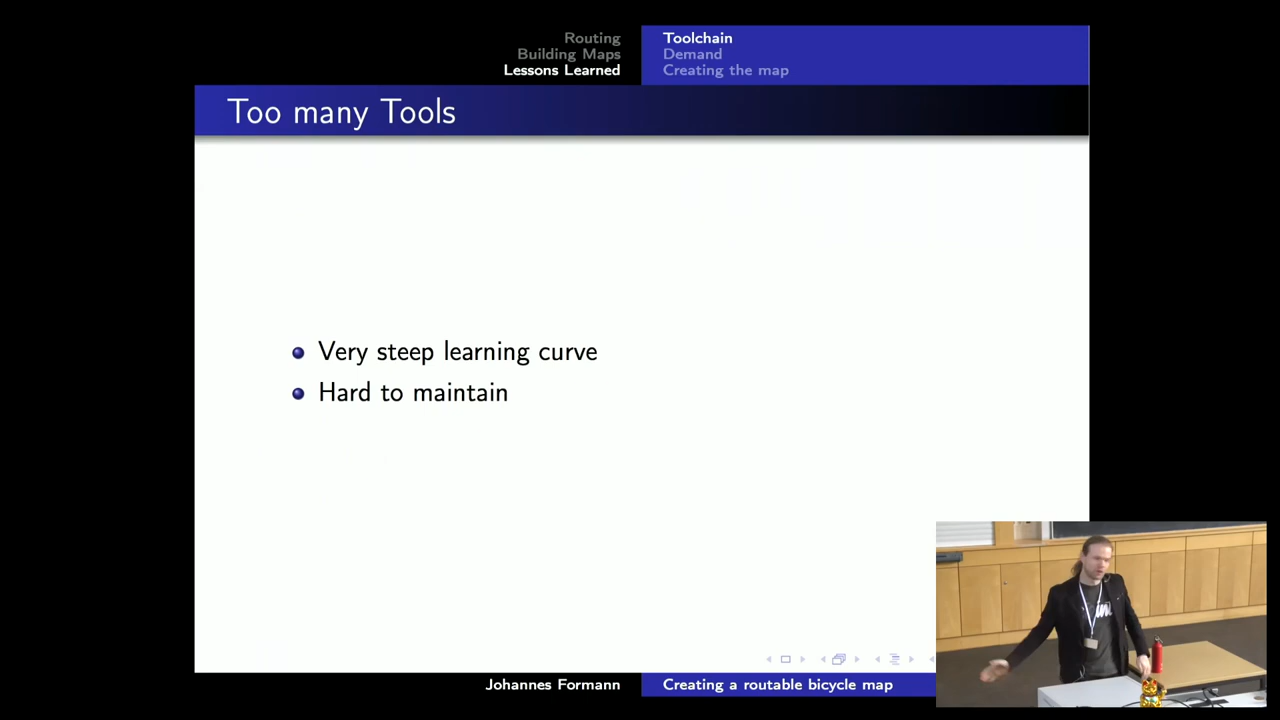 Routing
Building Maps
Lessons Learned
Toolchain
Demand
Creating the map
Too many Tools
Very steep learning curve
Hard to maintain
Johannes Formann
Creating a routable bicycle map